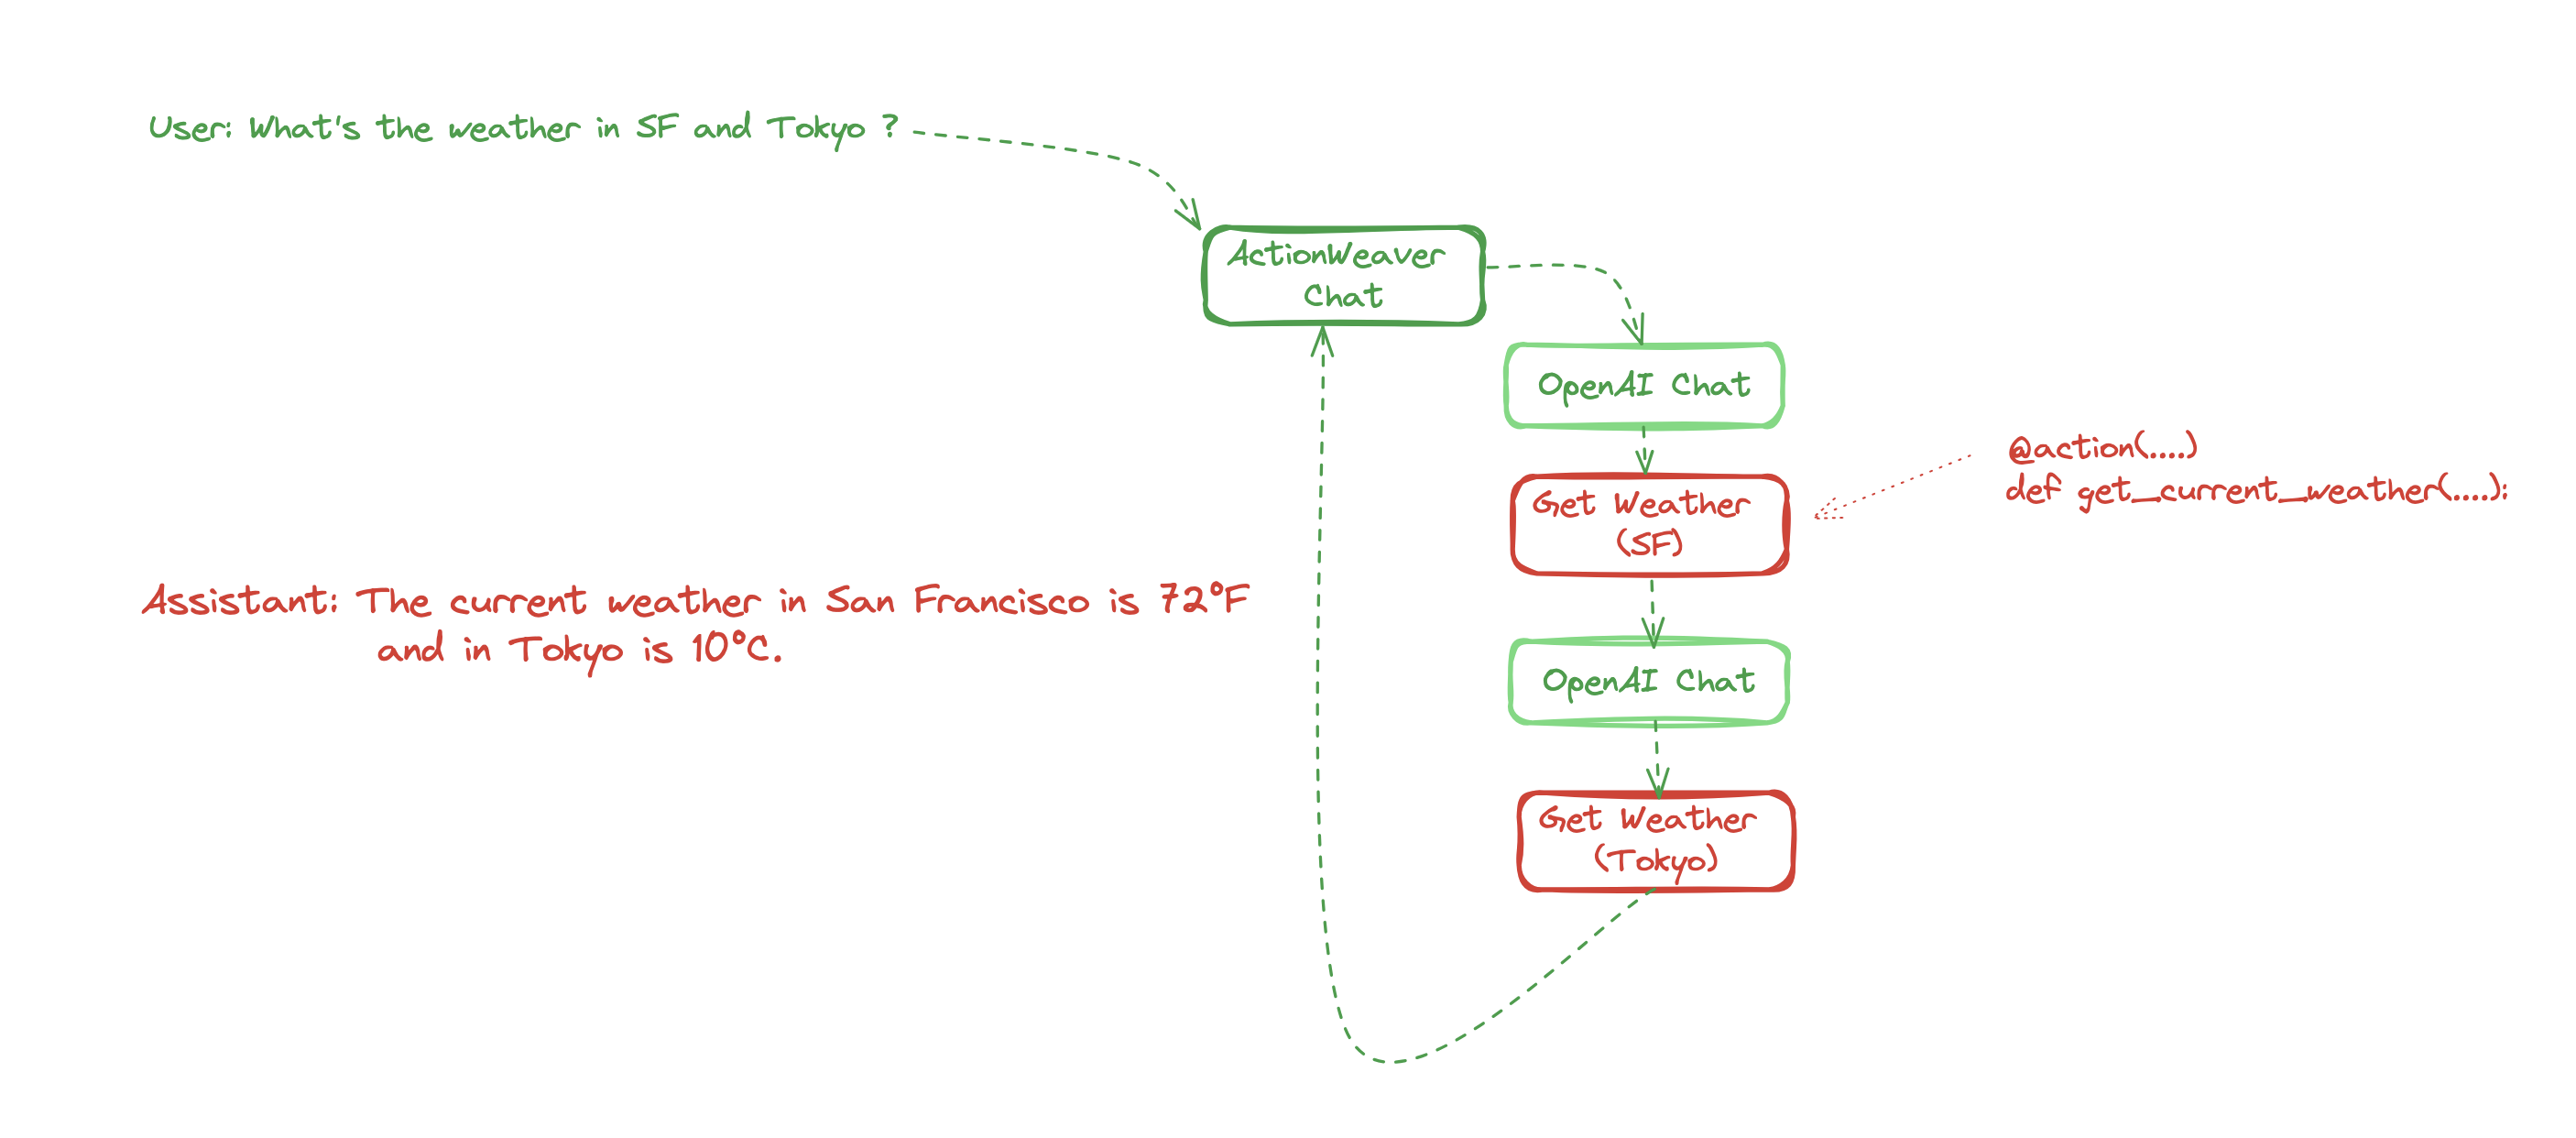 User: What's the weather in SF and Tokyo ?
ActionWeaver
Chat
OpenAI Chat
@action(....)
def get_current_weather(.....):
Get Weather
(SF)
Assistant: The current weather in San Francisco is 72°F
and in Tokyo is 10°C.
OpenAI Chat
Get Weather
(Tokyo)